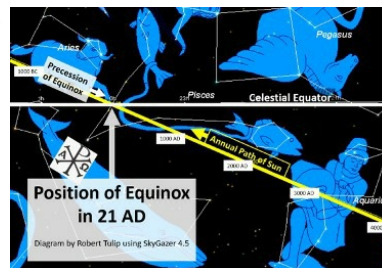 Aries
Pegasus
1000 BC
Precession
of Equinox
Pisces
Celestial Equator
1000 AD
Annual Path of Sun
2000 AD
3000 AD
Aquari
Position of Equinox
in 21 AD
Diagram by Robert Tulip using SkyGazer 4.5